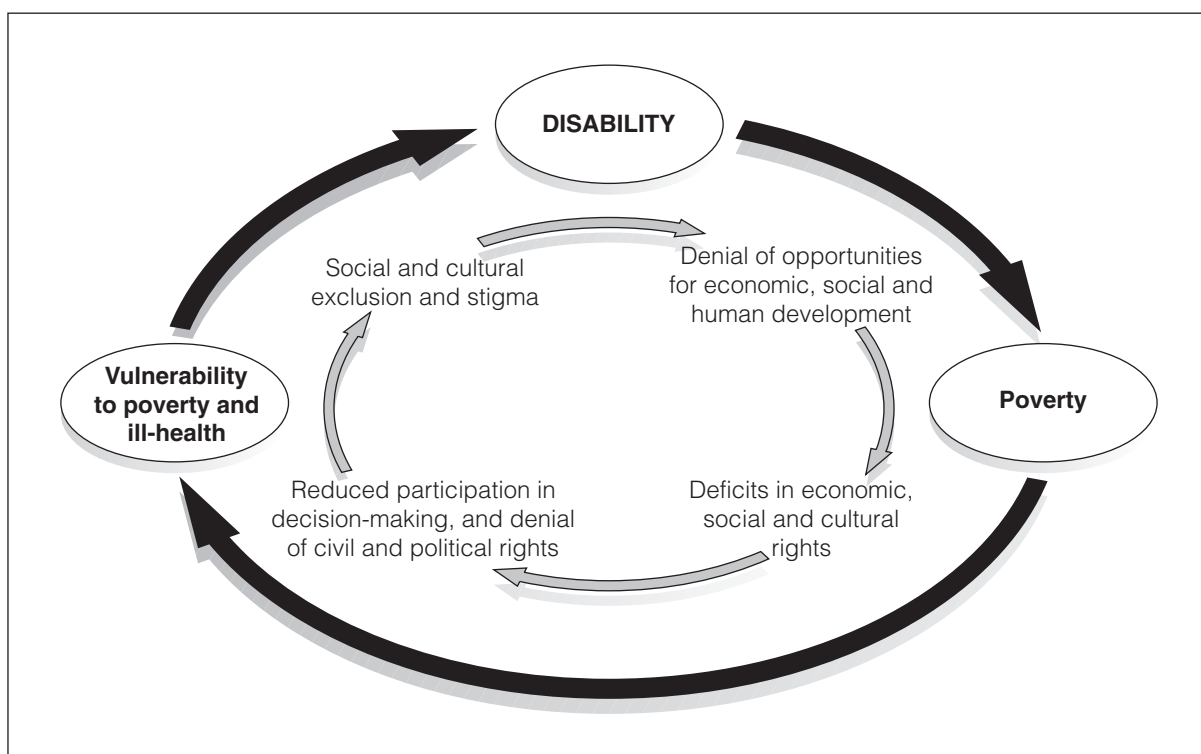 DISABILITY
Social and cultural
exclusion and stigma
Denial of opportunities
for economic, social and
human development
Vulnerability
to poverty and
ill-health
Poverty
Reduced participation in
decision-making, and denial
of civil and political rights
Deficits in economic,
social and cultural
rights